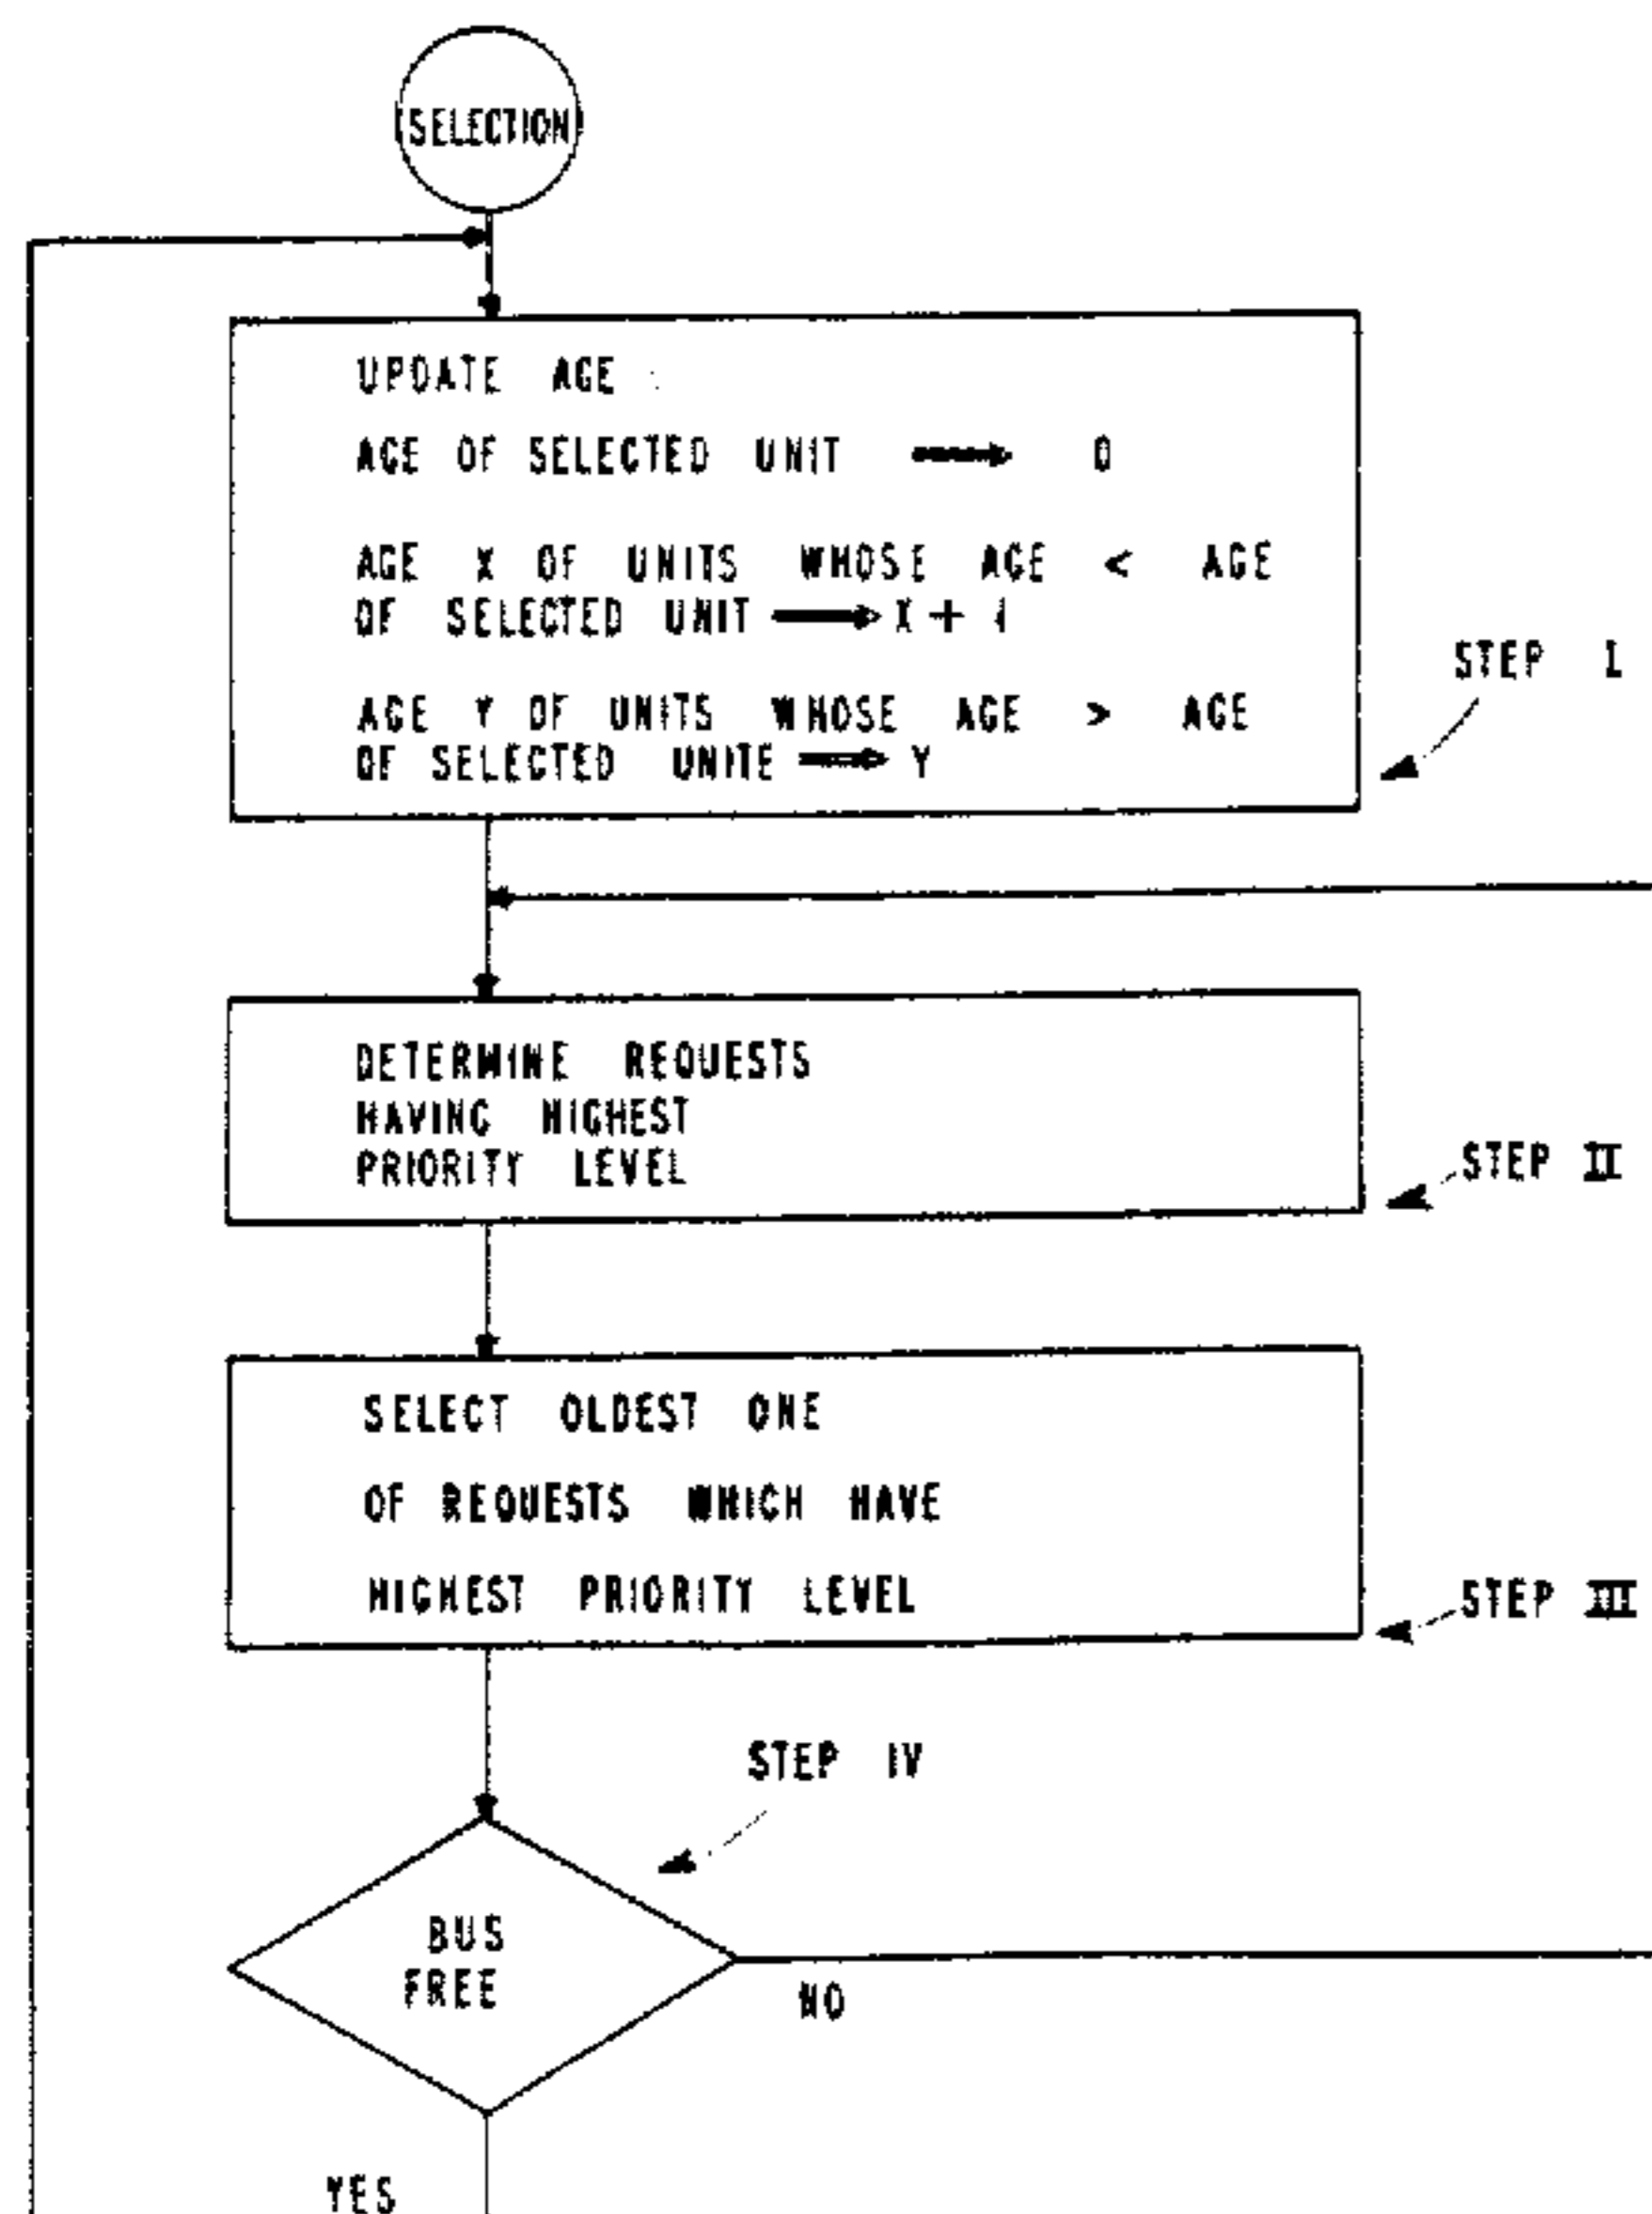 SELECTION
UPDATE AGE
AGE OF SELECTED UNIT → 0
AGE X OF UNITS WHOSE AGE < AGE
OF SELECTED UNIT → X + 1
AGE Y OF UNITS WHOSE AGE > AGE
OF SELECTED UNITE → Y
STEP I
DETERMINE REQUESTS
HAVING HIGHEST
PRIORITY LEVEL
STEP II
SELECT OLDEST ONE
OF REQUESTS WHICH HAVE
HIGHEST PRIORITY LEVEL
STEP III
STEP IV
BUS
FREE
NO
YES